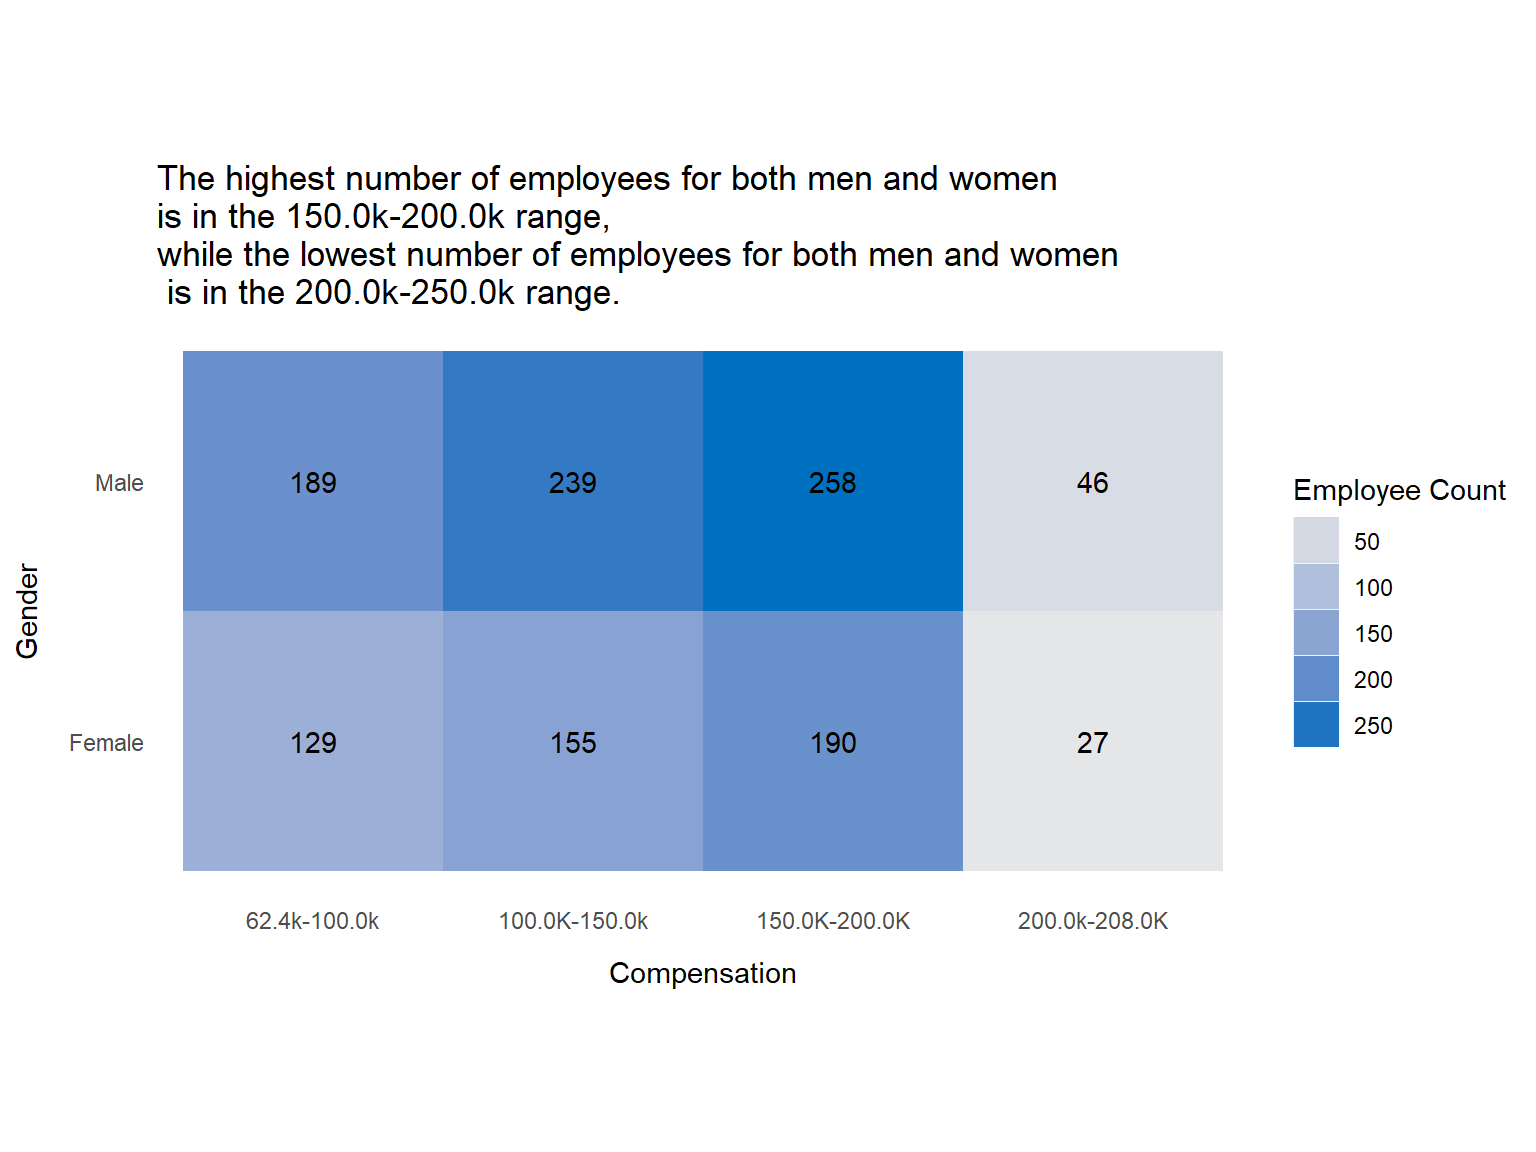 The highest number of employees for both men and women
is in the 150.0k-200.0k range,
while the lowest number of employees for both men and women
is in the 200.0k-250.0k range.
Male
189
239
258
46
Gender
Female
129
155
190
27
62.4k-100.0k
100.0K-150.0k
150.0K-200.0K
200.0k-208.0K
Compensation
Employee Count
50
100
150
200
250